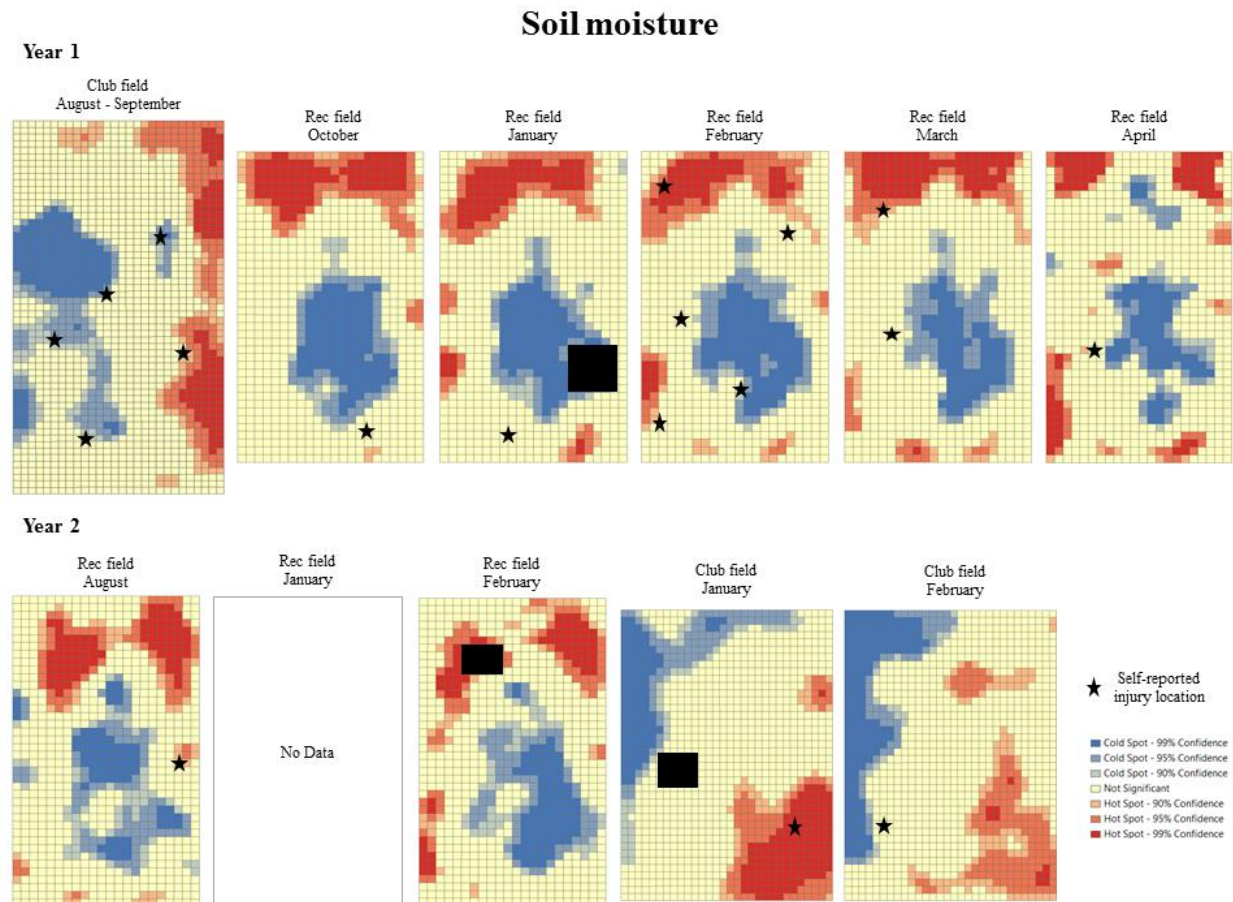 Soil moisture
Year 1
Club field
August - September
Rec field
October
Rec field
January
Rec field
February
Rec field
March
Rec field
April
Year 2
Rec field
August
Rec field
January
No Data
Rec field
February
Club field
January
Club field
February
Self-reported
injury location
Cold Spot - 99% Confidence
Cold Spot - 95% Confidence
Cold Spot - 90% Confidence
Not Significant
Hot Spot - 90% Confidence
Hot Spot - 95% Confidence
Hot Spot - 99% Confidence